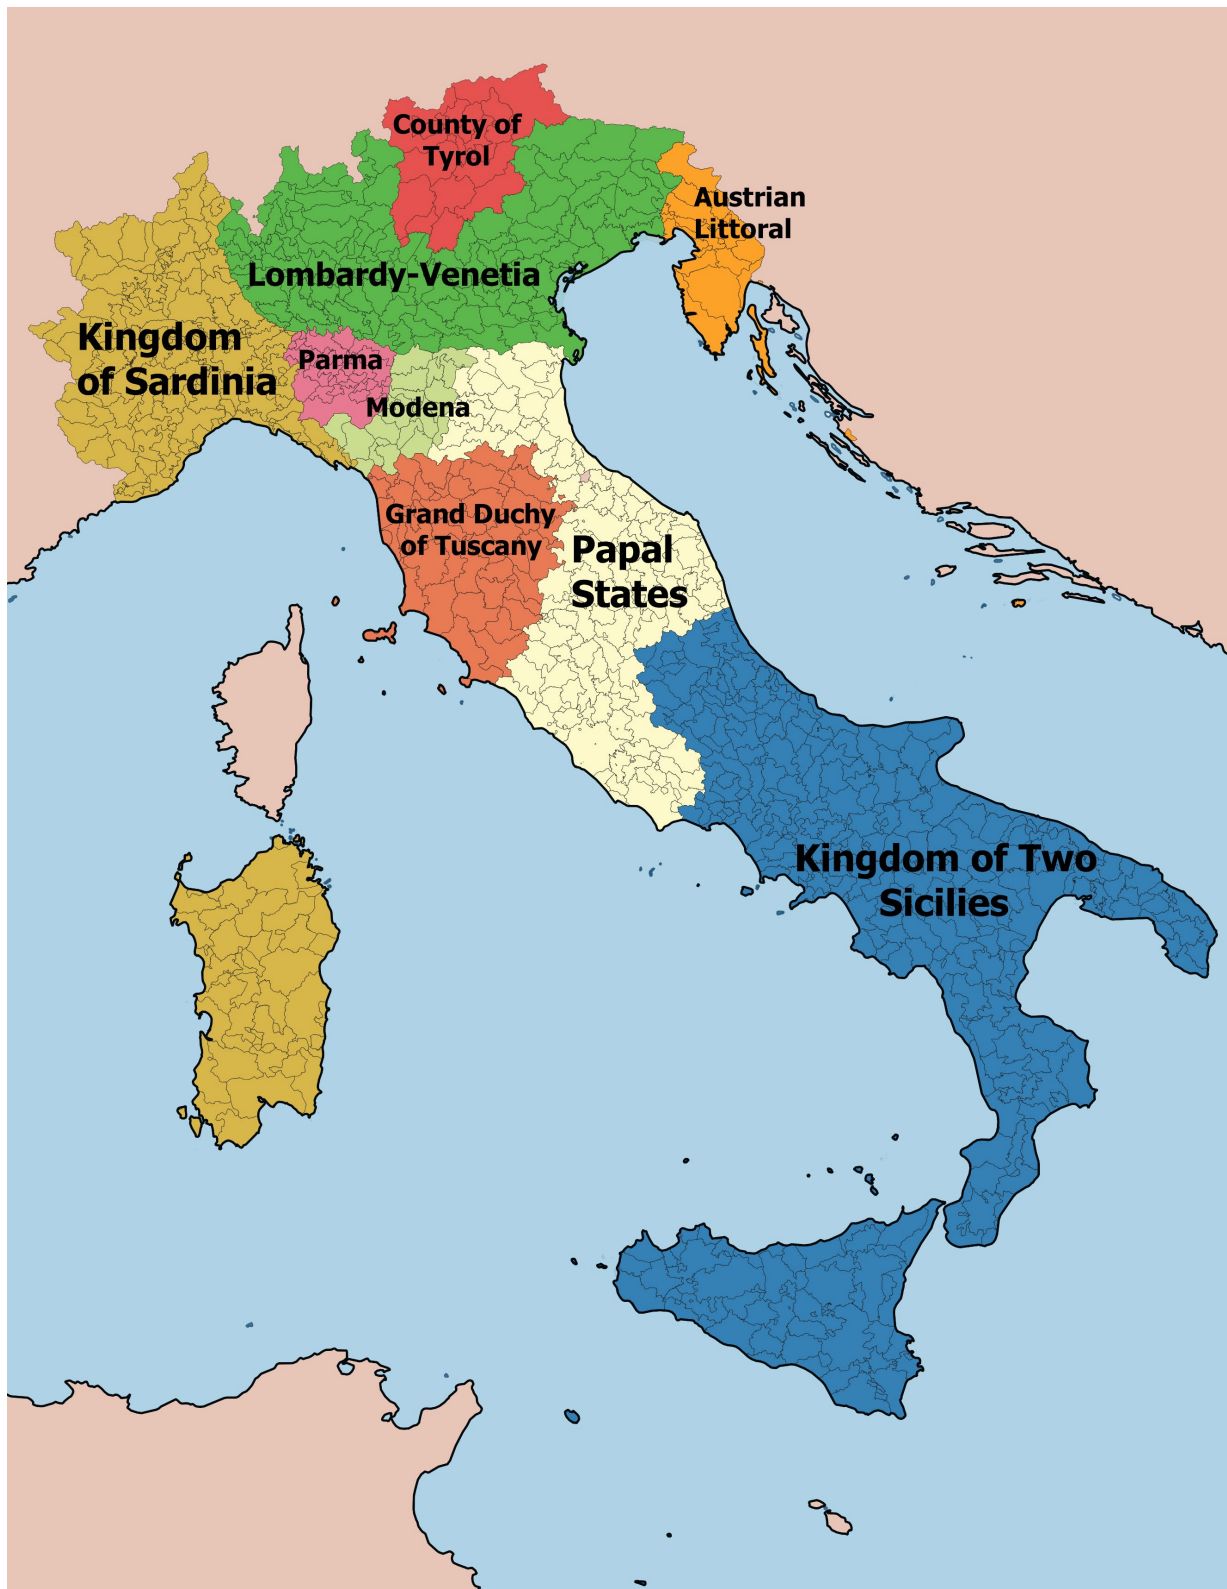 County of
Tyrol
Austrian
Littoral
Lombardy-Venetia
Kingdom
of Sardinia
Parma
Modena
Grand Duchy
of Tuscany
Papal
States
Kingdom of Two
Sicilies